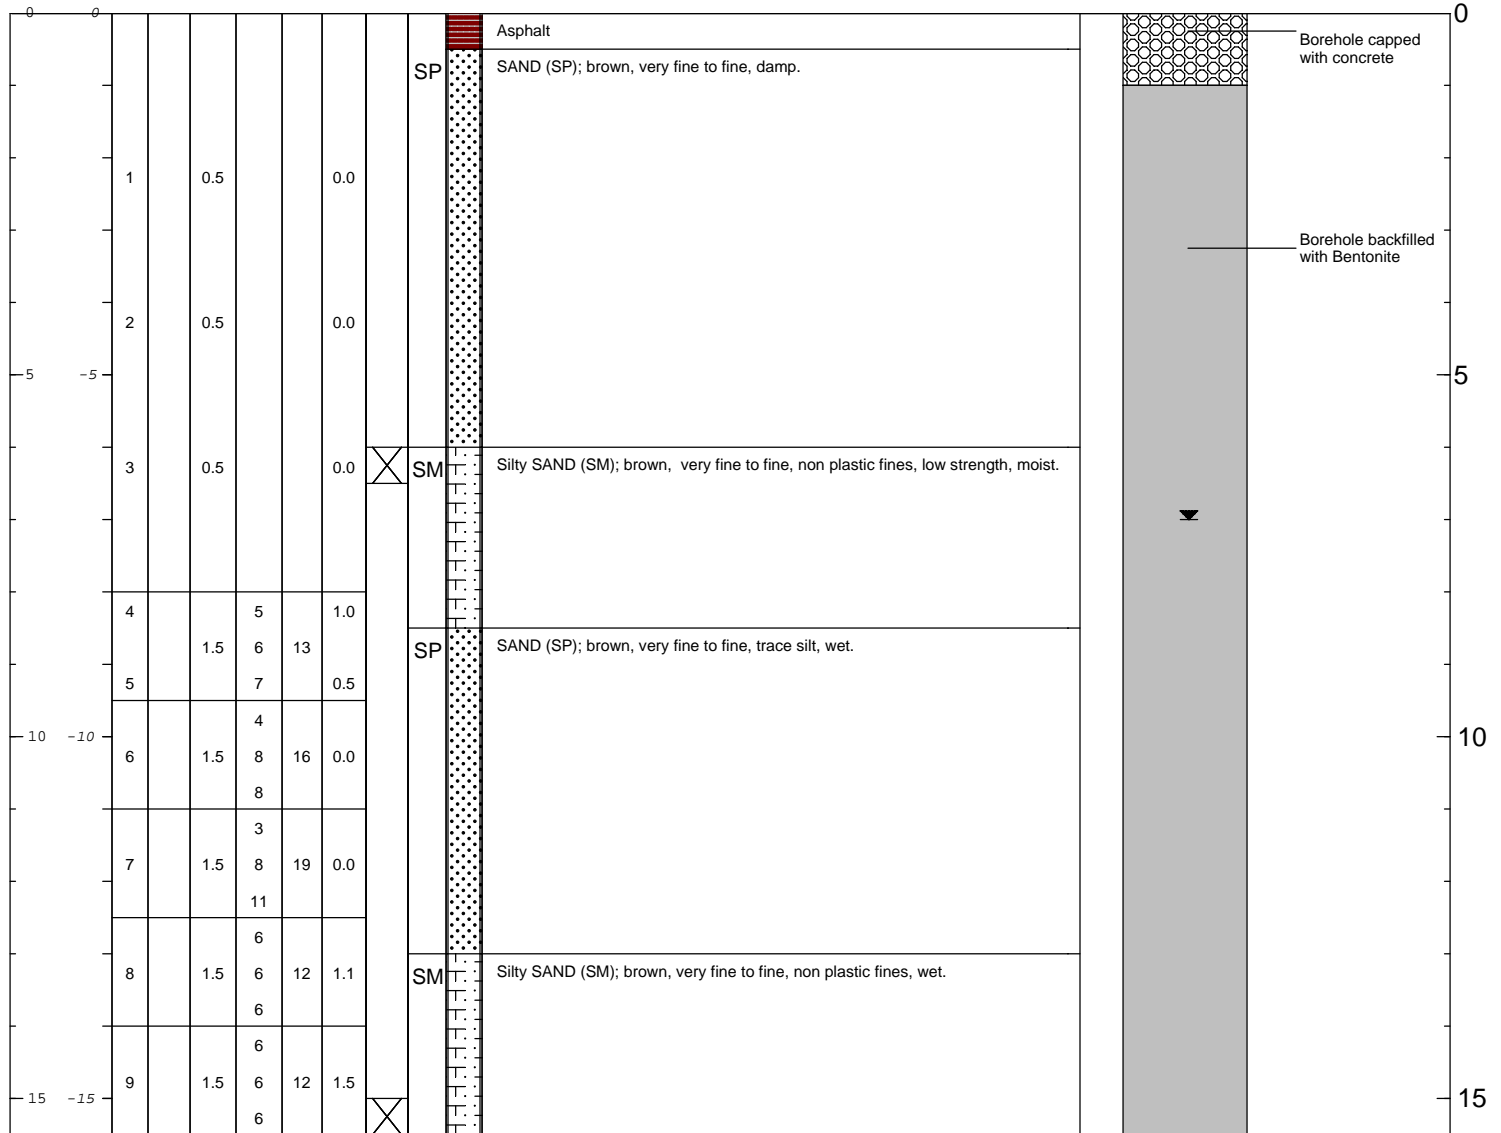 0 0 Asphalt 0
Borehole capped
with concrete
SP SAND (SP); brown, very fine to fine, damp.
1 0.5 0.0
Borehole backfilled
with Bentonite
2 0.5 0.0
5 -5 5
3 0.5 0.0 SM Silty SAND (SM); brown, very fine to fine, non plastic fines, low strength, moist.
4 5 1.0
1.5 6 13 SP SAND (SP); brown, very fine to fine, trace silt, wet.
5 7 0.5
4
10 -10 10
6 1.5 8 16 0.0
8
3
7 1.5 8 19 0.0
11
6
8 1.5 6 12 1.1 SM Silty SAND (SM); brown, very fine to fine, non plastic fines, wet.
6
6
9 1.5 6 12 1.5
15 -15 15
6